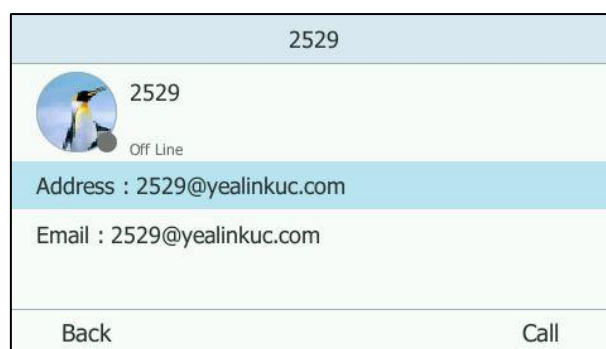 2529
2529
Off Line
Address : 2529@yealinkuc.com
Email : 2529@yealinkuc.com
Back Call